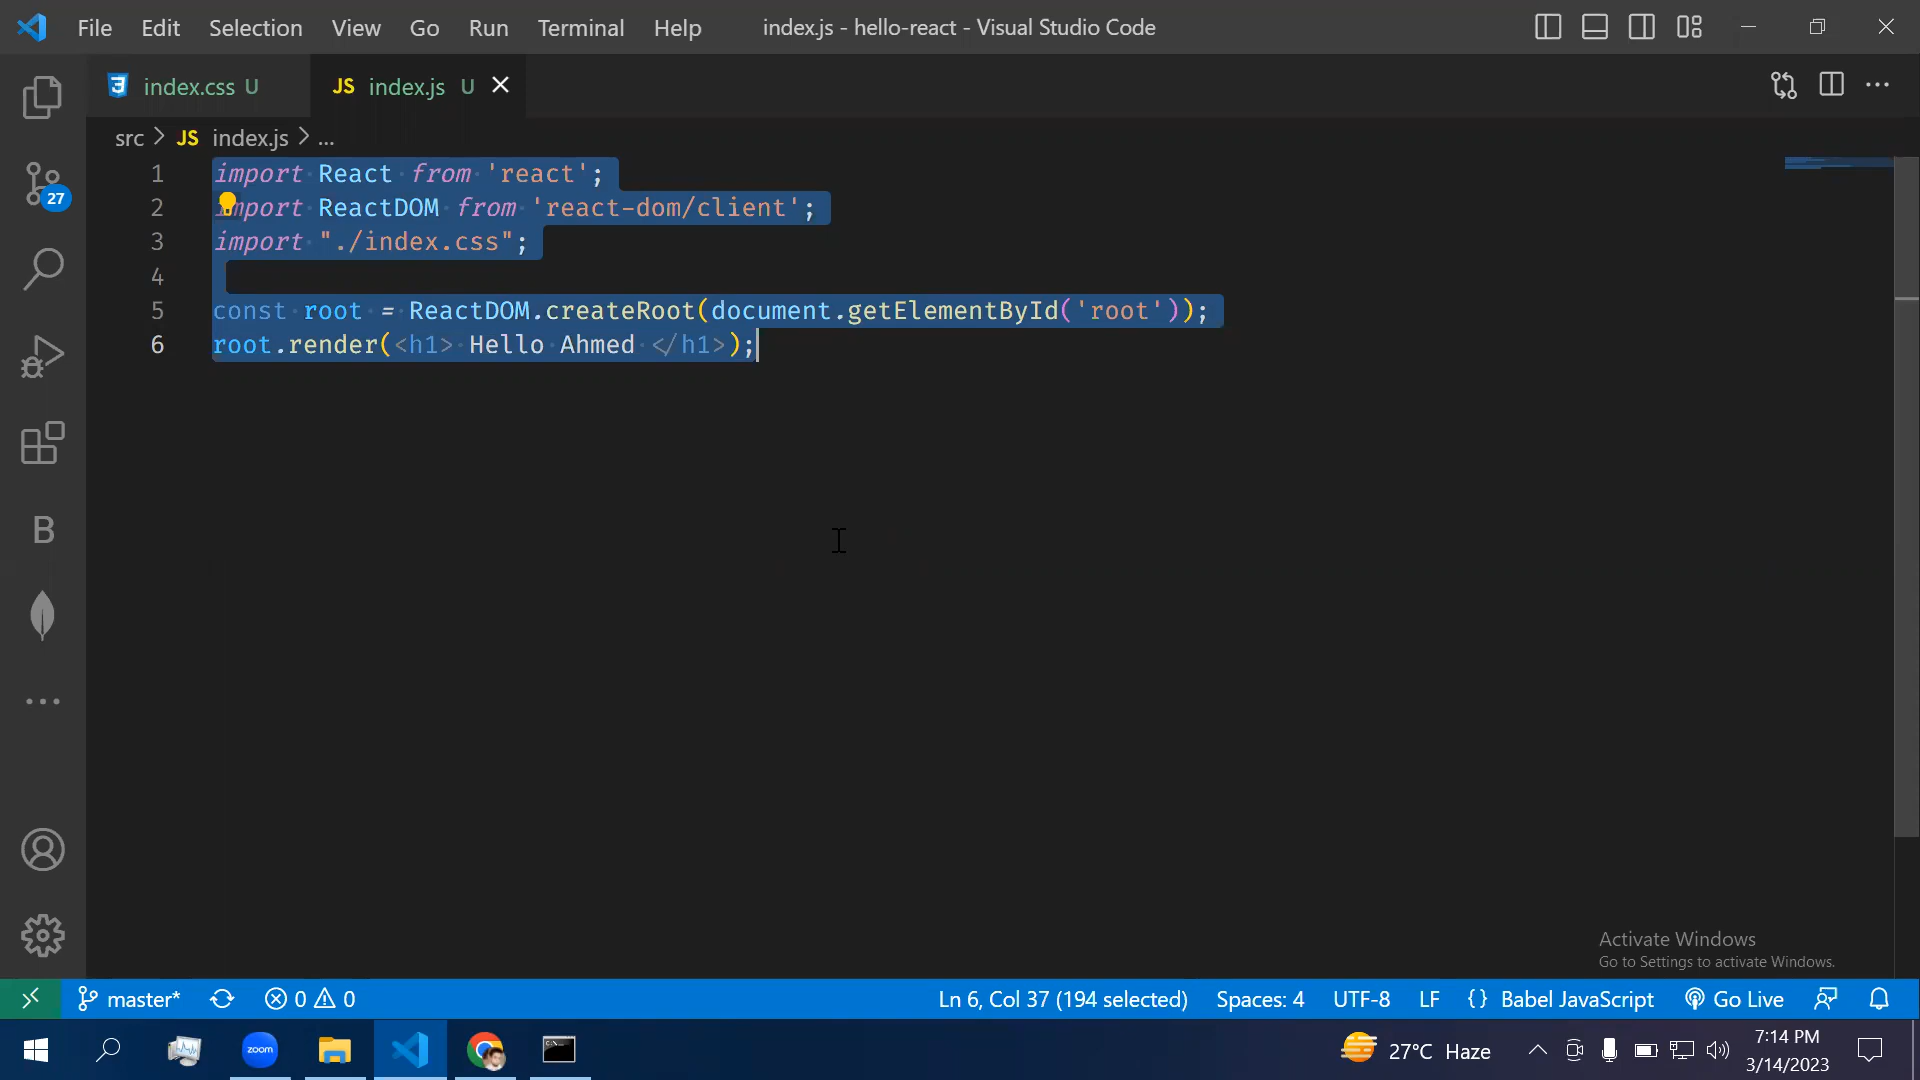 File Edit Selection View Go Run Terminal Help index.js - hello-react - Visual Studio Code
index.css U JS index.js U
src > JS index.js > ...
1 import React from 'react';
2 import ReactDOM from 'react-dom/client';
3 import "./index.css";
4
5 const root = ReactDOM.createRoot(document.getElementById('root'));
6 root.render(<h1> Hello Ahmed </h1>);
27
B
Activate Windows
Go to Settings to activate Windows.
master* 0 0 Ln 6, Col 37 (194 selected) Spaces: 4 UTF-8 LF {} Babel JavaScript Go Live
zoom 27°C Haze 7:14 PM
3/14/2023